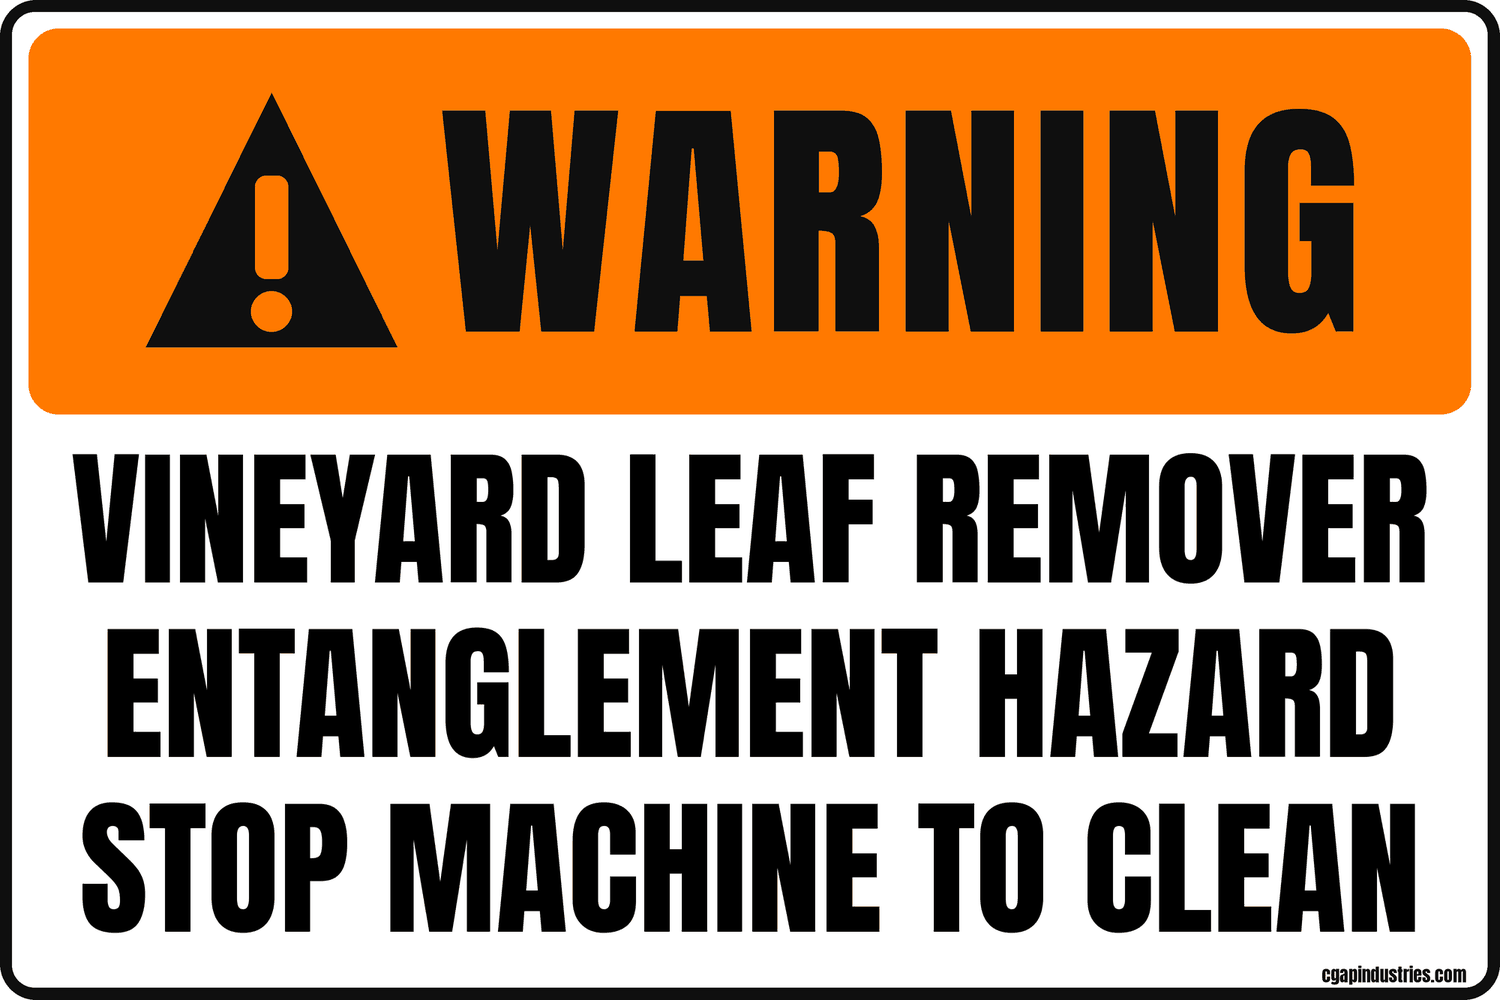 WARNING
VINEYARD LEAF REMOVER
ENTANGLEMENT HAZARD
STOP MACHINE TO CLEAN
cgapindustries.com